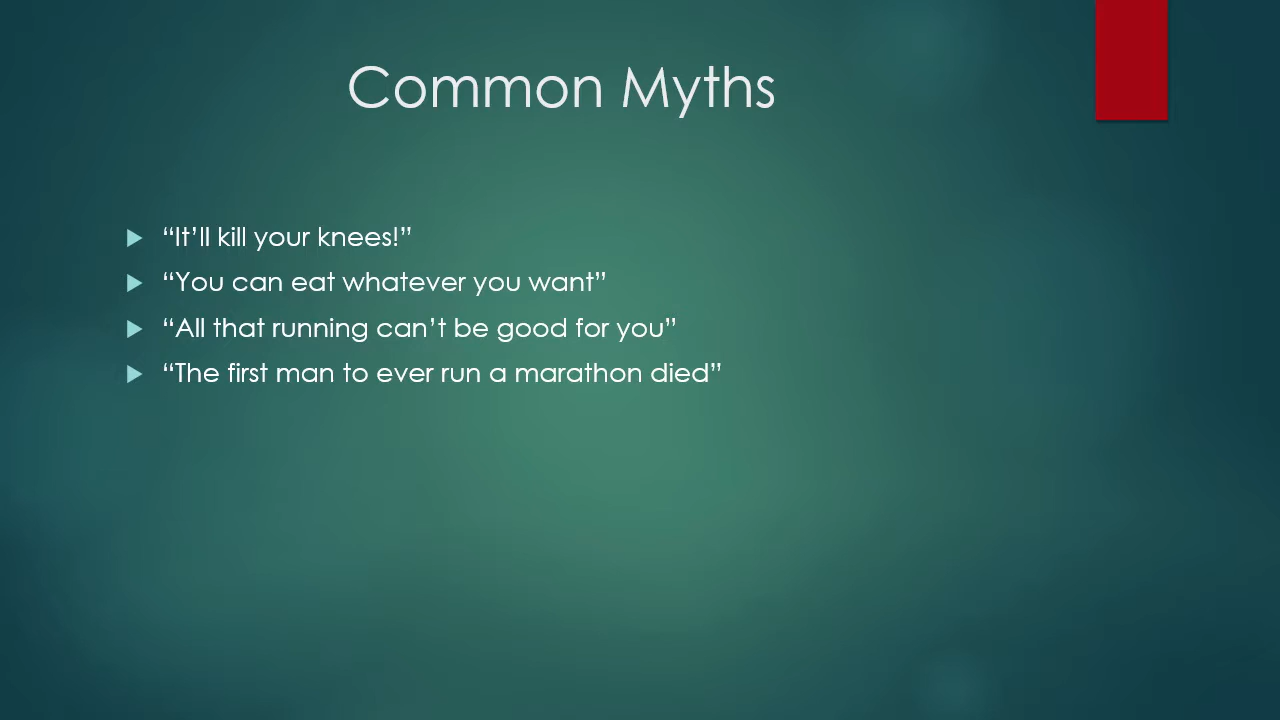 Common Myths
“It’ll kill your knees!”
“You can eat whatever you want”
“All that running can’t be good for you”
“The first man to ever run a marathon died”